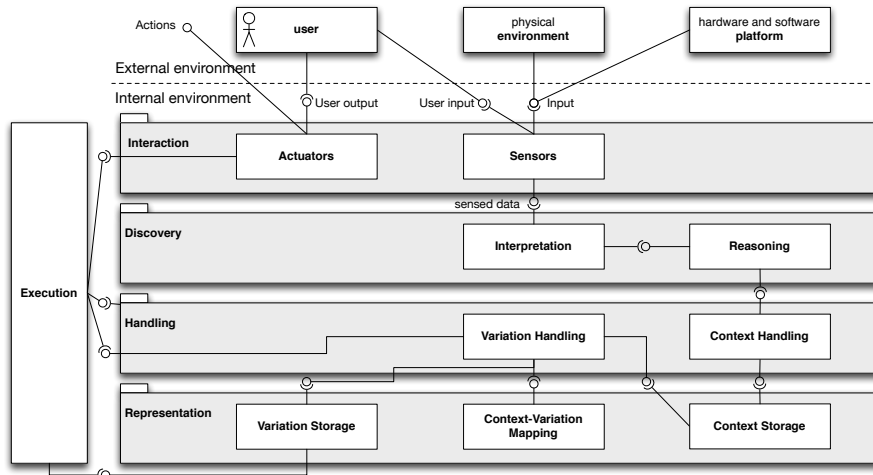 Actions
user
physical
environment
hardware and software
platform
External environment
Internal environment
User output
User input
Input
Interaction
Actuators
Sensors
sensed data
Discovery
Interpretation
Reasoning
Execution
Handling
Variation Handling
Context Handling
Representation
Variation Storage
Context-Variation
Mapping
Context Storage